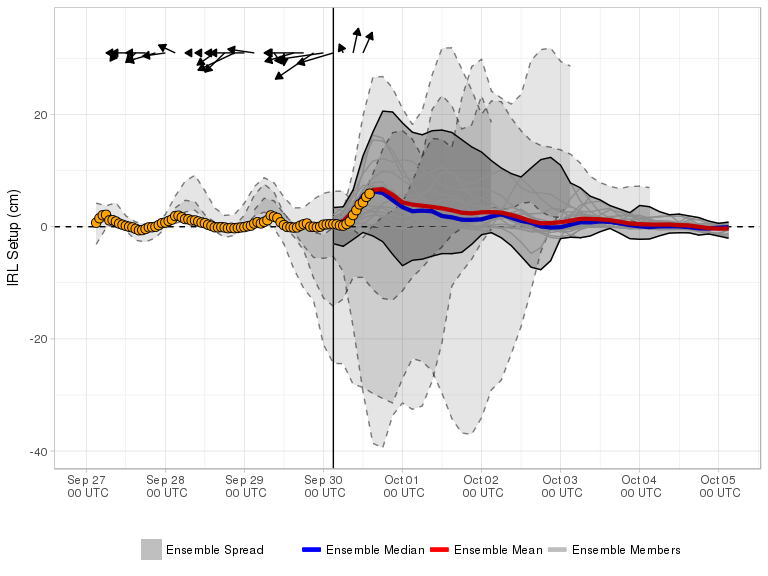 IRL Setup (cm)
20
0
-20
-40
Sep 27 Sep 28 Sep 29 Sep 30 Oct 01 Oct 02 Oct 03 Oct 04 Oct 05
00 UTC 00 UTC 00 UTC 00 UTC 00 UTC 00 UTC 00 UTC 00 UTC 00 UTC
Ensemble Spread Ensemble Median Ensemble Mean Ensemble Members